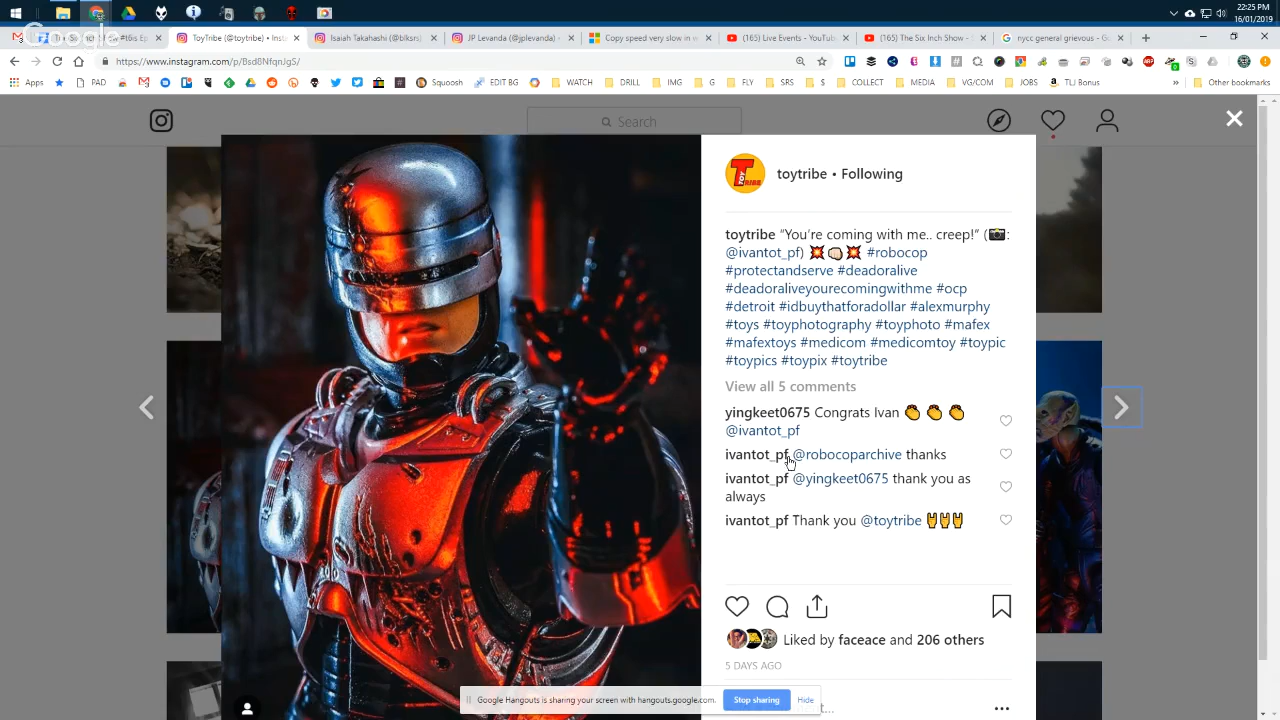 22:25 PM
16/01/2019
Google
ToyTribe (@toytribe) • Inst
Isaiah Takahashi (@blksrs)
JP Levanda (@jplevanda) •
Copy speed very slow in w
(165) Live Events - YouTub
(165) The Six Inch Show -
nycc general grievous - Go
https://www.instagram.com/p/Bsd8NfqnJgS/
Apps
PAD
Squoosh
EDIT BG
WATCH
DRILL
IMG
FLY
SRS
COLLECT
MEDIA
VG/COM
JOBS
TLJ Bonus
Other bookmarks
Search
toytribe • Following
toytribe “You’re coming with me.. creep!” (📷:
@ivantot_pf) 💥👊🏻💥 #robocop
#protectandserve #deadoralive
#deadoraliveyourecomingwithme #ocp
#detroit #idbuythatforadollar #alexmurphy
#toys #toyphotography #toyphoto #mafex
#mafextoys #medicom #medicomtoy #toypic
#toypics #toypix #toytribe
View all 5 comments
yingkeet0675 Congrats Ivan 👏 👏 👏
@ivantot_pf
ivantot_pf @robocoparchive thanks
ivantot_pf @yingkeet0675 thank you as
always
ivantot_pf Thank you @toytribe 🤘🤘🤘
Liked by faceace and 206 others
5 DAYS AGO
Google Hangouts is sharing your screen with hangouts.google.com.
Stop sharing
Hide